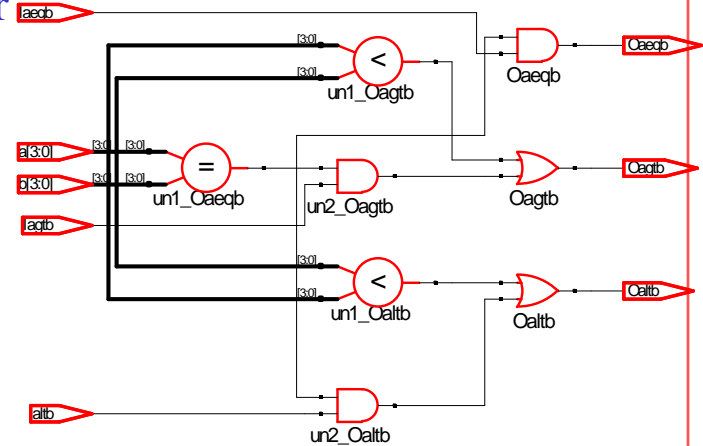 r
Iaeqb
[3:0]
<
un1_Oagtb
[3:0]
Oaeqb
Oaeqb
a[3:0]
[3:0]
[3:0]
b[3:0]
[3:0]
[3:0]
=
un1_Oaeqb
un2_Oagtb
Oagtb
Oagtb
Iagtb
[3:0]
<
un1_Oaltb
[3:0]
Oaltb
Oaltb
altb
un2_Oaltb